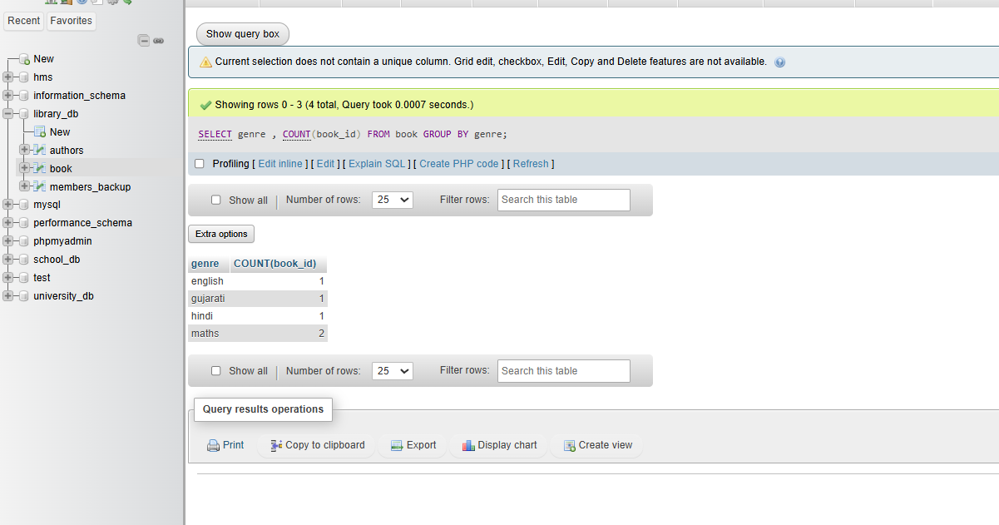 Recent Favorites
New
hms
information_schema
library_db
New
authors
book
members_backup
mysql
performance_schema
phpmyadmin
school_db
test
university_db
Show query box
Current selection does not contain a unique column. Grid edit, checkbox, Edit, Copy and Delete features are not available.
Showing rows 0 - 3 (4 total, Query took 0.0007 seconds.)
SELECT genre , COUNT(book_id) FROM book GROUP BY genre;
Profiling [ Edit inline ] [ Edit ] [ Explain SQL ] [ Create PHP code ] [ Refresh ]
Show all | Number of rows: 25 Filter rows: Search this table
Extra options
genre COUNT(book_id)
english 1
gujarati 1
hindi 1
maths 2
Show all | Number of rows: 25 Filter rows: Search this table
Query results operations
Print Copy to clipboard Export Display chart Create view